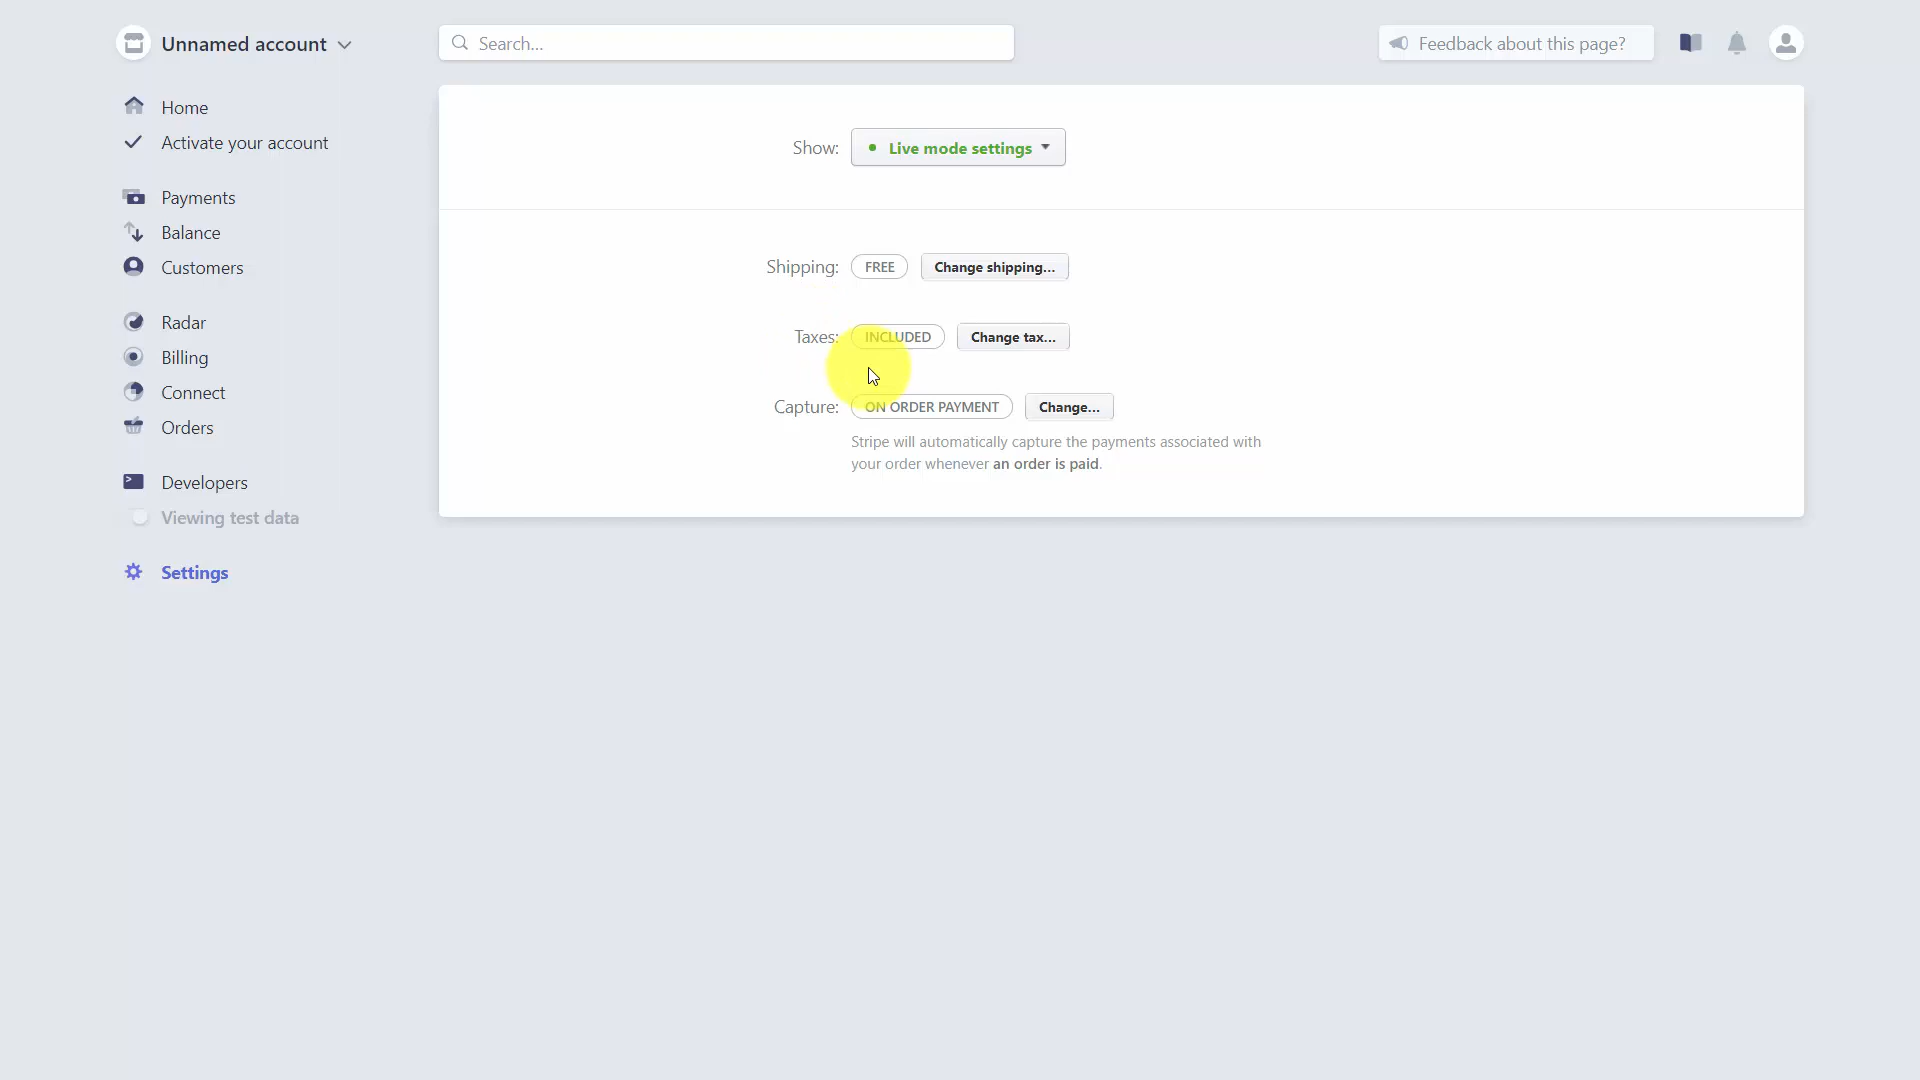 Unnamed account
Search...
Feedback about this page?
Home
Activate your account
Payments
Balance
Customers
Radar
Billing
Connect
Orders
Developers
Viewing test data
Settings
Show: Live mode settings
Shipping: FREE Change shipping...
Taxes: INCLUDED Change tax...
Capture: ON ORDER PAYMENT Change...
Stripe will automatically capture the payments associated with
your order whenever an order is paid.